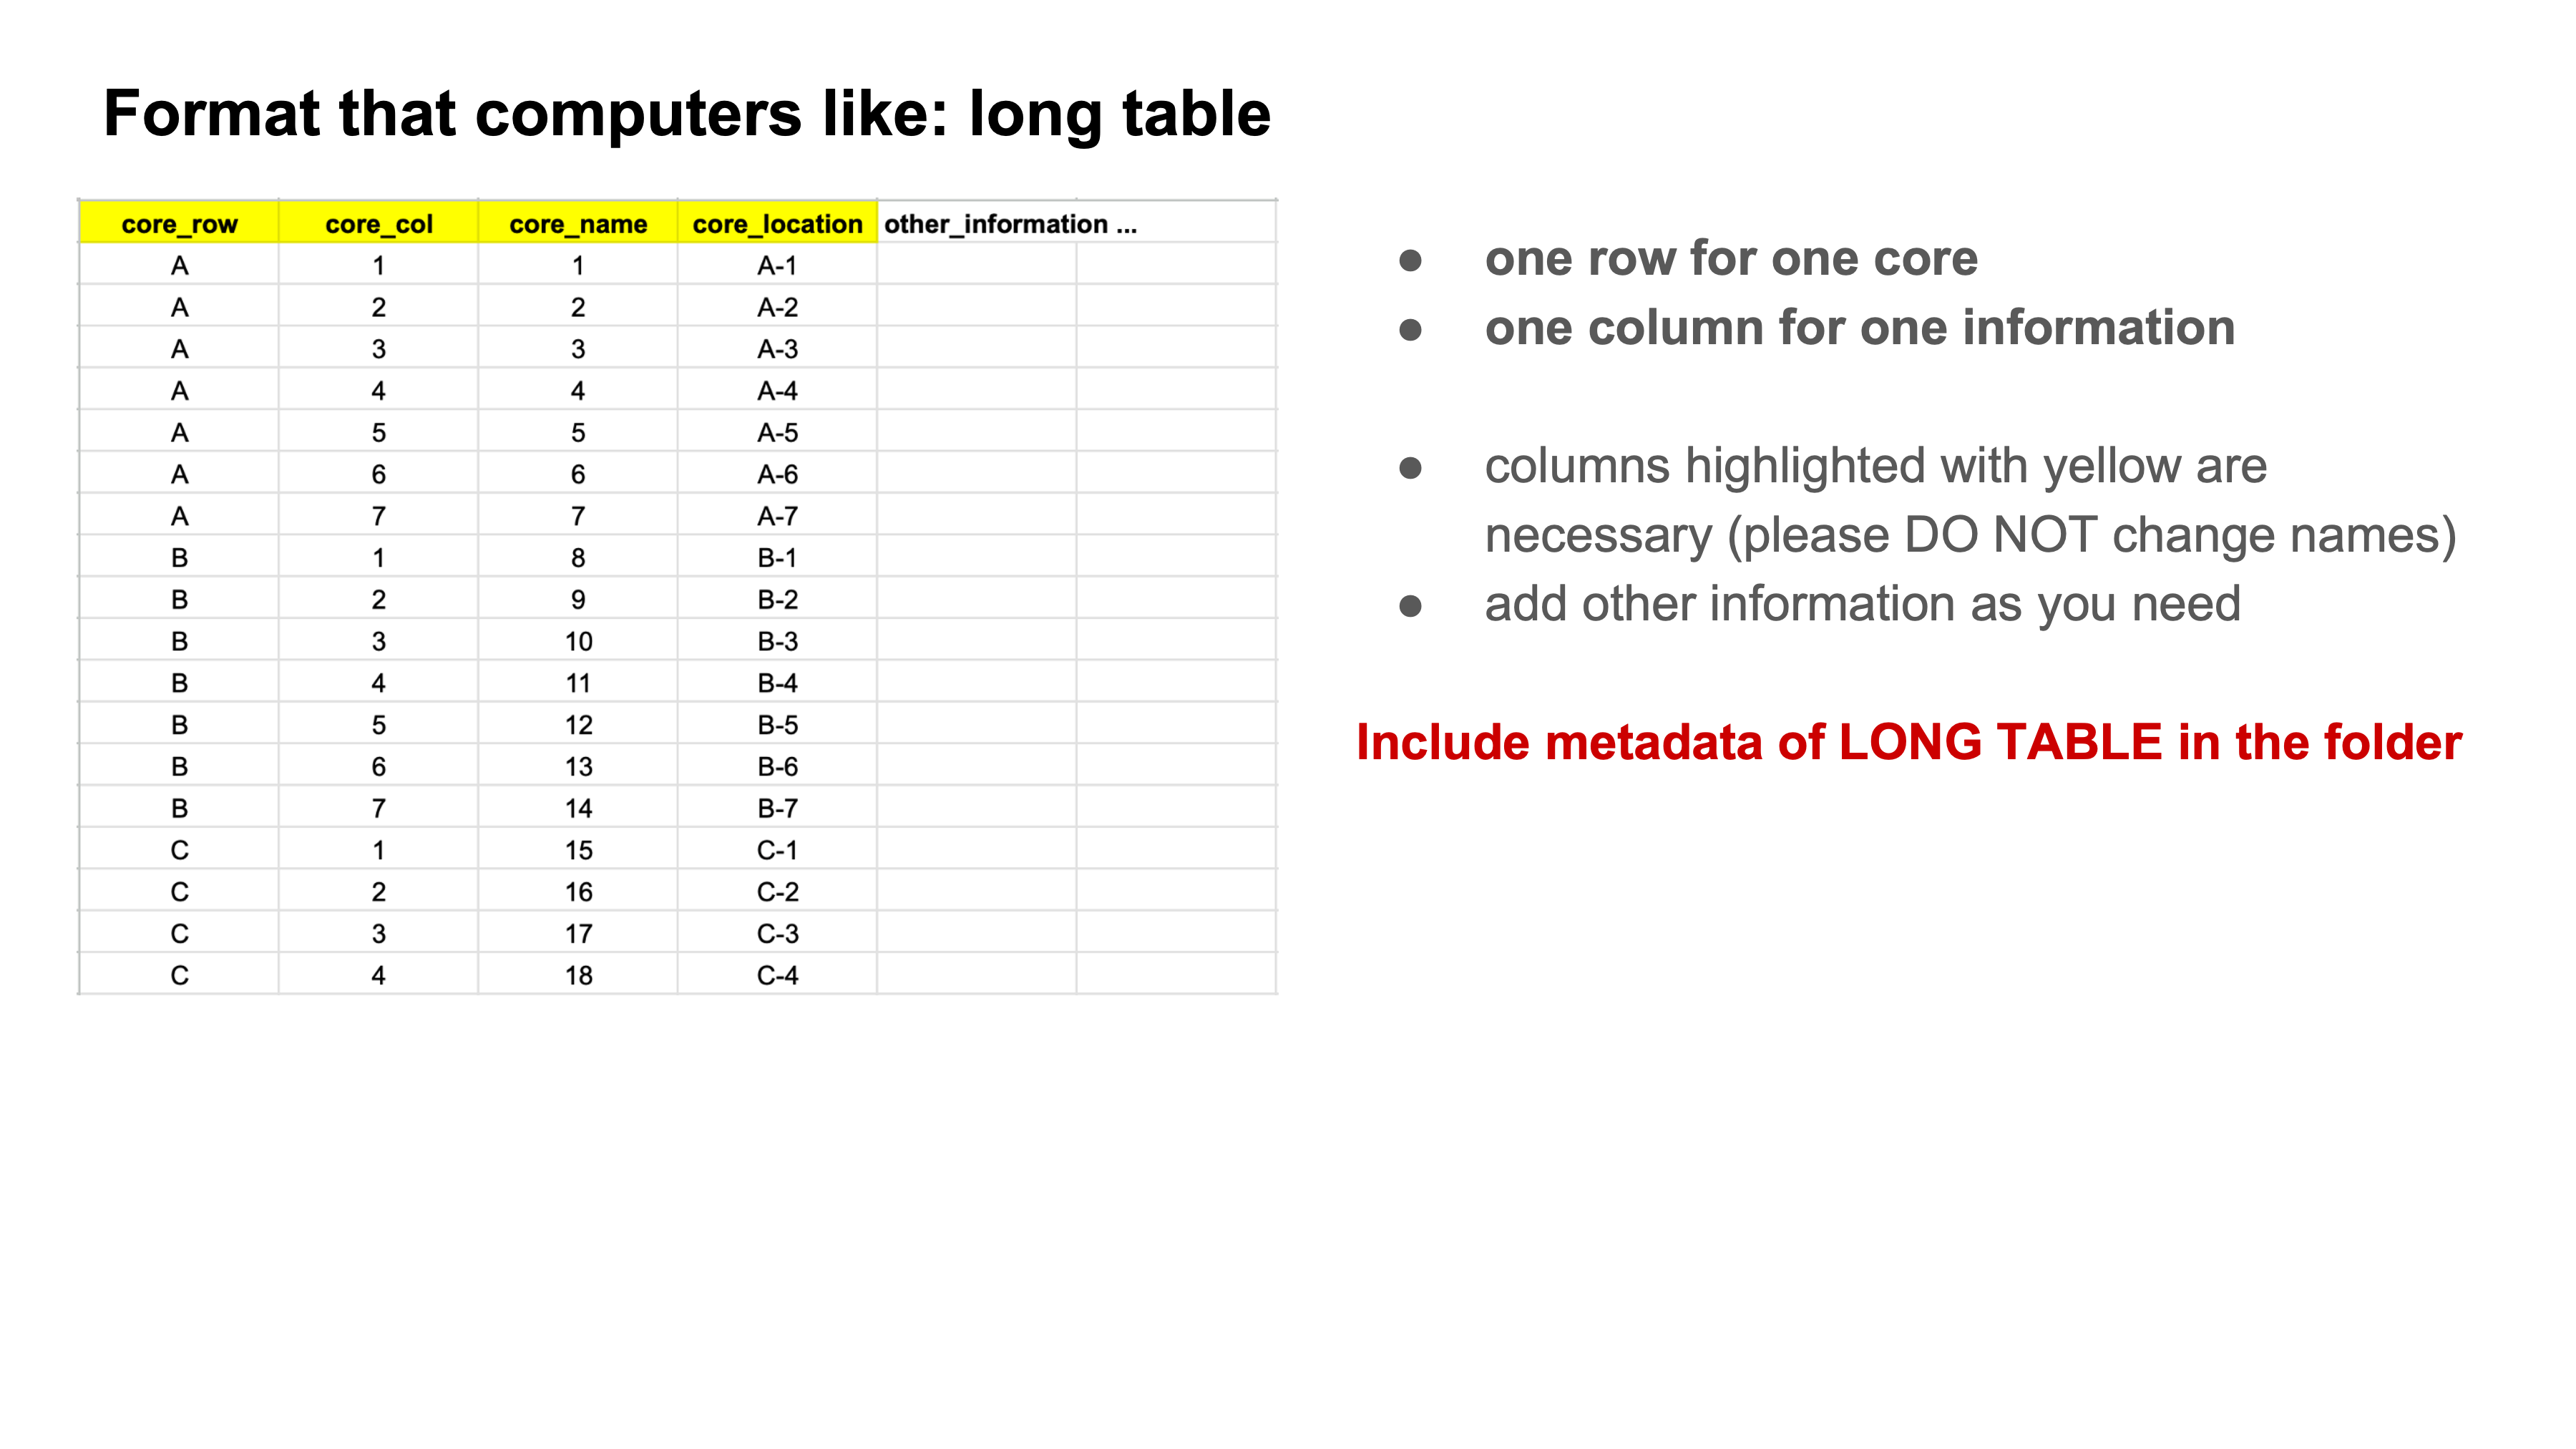 Format that computers like: long table
core_row core_col core_name core_location other_information ...
A 1 1 A-1
A 2 2 A-2
A 3 3 A-3
A 4 4 A-4
A 5 5 A-5
A 6 6 A-6
A 7 7 A-7
B 1 8 B-1
B 2 9 B-2
B 3 10 B-3
B 4 11 B-4
B 5 12 B-5
B 6 13 B-6
B 7 14 B-7
C 1 15 C-1
C 2 16 C-2
C 3 17 C-3
C 4 18 C-4
● one row for one core
● one column for one information
● columns highlighted with yellow are
necessary (please DO NOT change names)
● add other information as you need
Include metadata of LONG TABLE in the folder